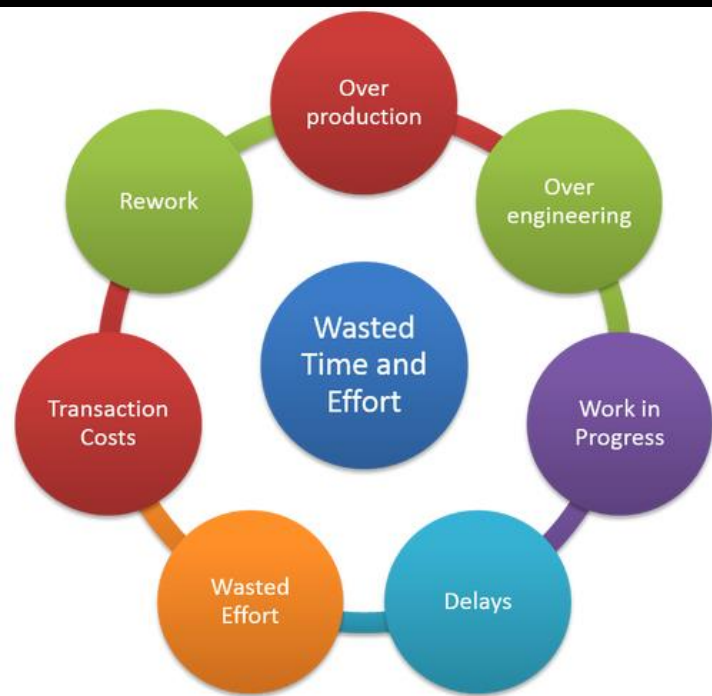 Over
production
Over
engineering
Work in
Progress
Delays
Wasted
Effort
Transaction
Costs
Rework
Wasted
Time and
Effort